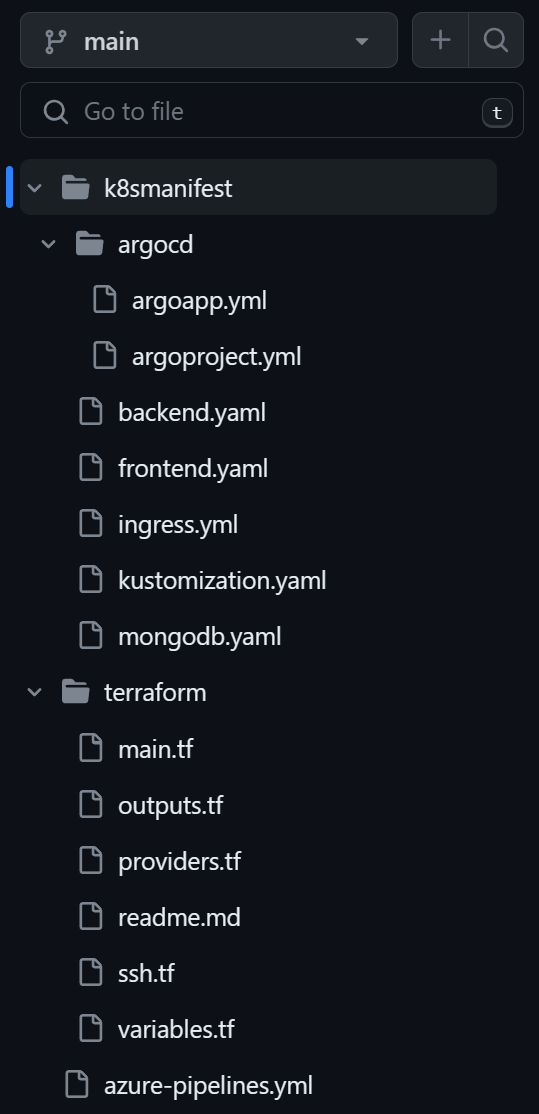 main
Go to file t
k8smanifest
argocd
argoapp.yml
argoproject.yml
backend.yaml
frontend.yaml
ingress.yml
kustomization.yaml
mongodb.yaml
terraform
main.tf
outputs.tf
providers.tf
readme.md
ssh.tf
variables.tf
azure-pipelines.yml